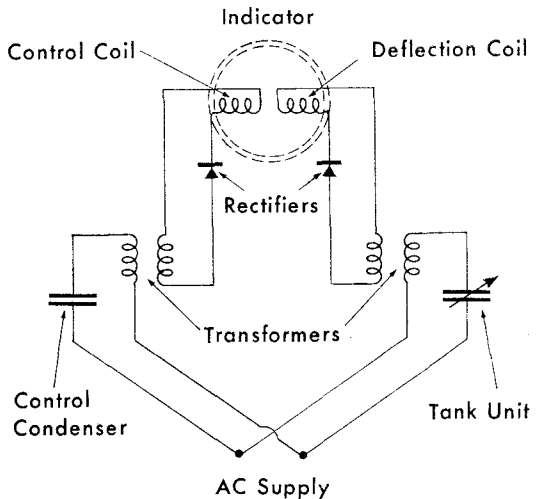 Indicator
Control Coil
Deflection Coil
Rectifiers
Transformers
Control
Condenser
Tank Unit
AC Supply